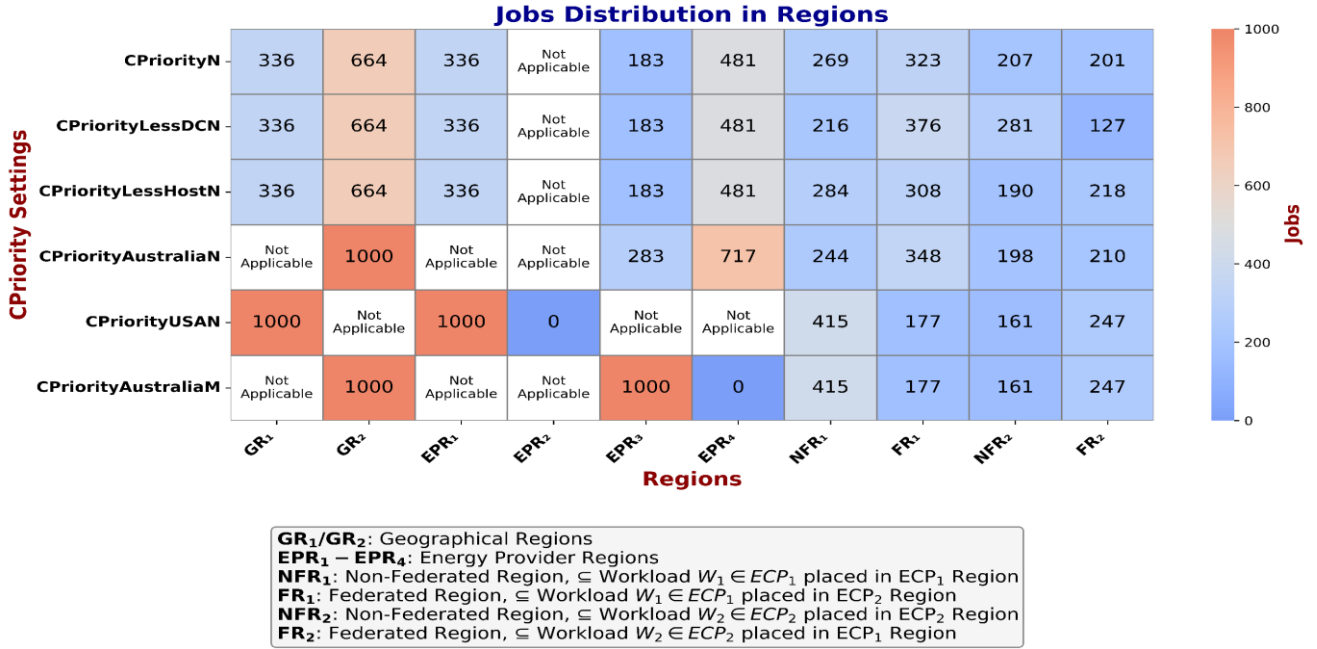 Jobs Distribution in Regions
CPriority Settings
CPriorityN 336 664 336 Not Applicable 183 481 269 323 207 201
CPriorityLessDCN 336 664 336 Not Applicable 183 481 216 376 281 127
CPriorityLessHostN 336 664 336 Not Applicable 183 481 284 308 190 218
CPriorityAustraliaN Not Applicable 1000 Not Applicable Not Applicable 283 717 244 348 198 210
CPriorityUSAN 1000 Not Applicable 1000 0 Not Applicable Not Applicable 415 177 161 247
CPriorityAustraliaM Not Applicable 1000 Not Applicable Not Applicable 1000 0 415 177 161 247
GR₁ GR₂ EPR₁ EPR₂ EPR₃ EPR₄ NFR₁ FR₁ NFR₂ FR₂
Regions
1000
800
600
400
200
0
Jobs
GR₁/GR₂: Geographical Regions
EPR₁ − EPR₄: Energy Provider Regions
NFR₁: Non-Federated Region, ⊆ Workload W₁ ∈ ECP₁ placed in ECP₁ Region
FR₁: Federated Region, ⊆ Workload W₁ ∈ ECP₁ placed in ECP₂ Region
NFR₂: Non-Federated Region, ⊆ Workload W₂ ∈ ECP₂ placed in ECP₂ Region
FR₂: Federated Region, ⊆ Workload W₂ ∈ ECP₂ placed in ECP₁ Region